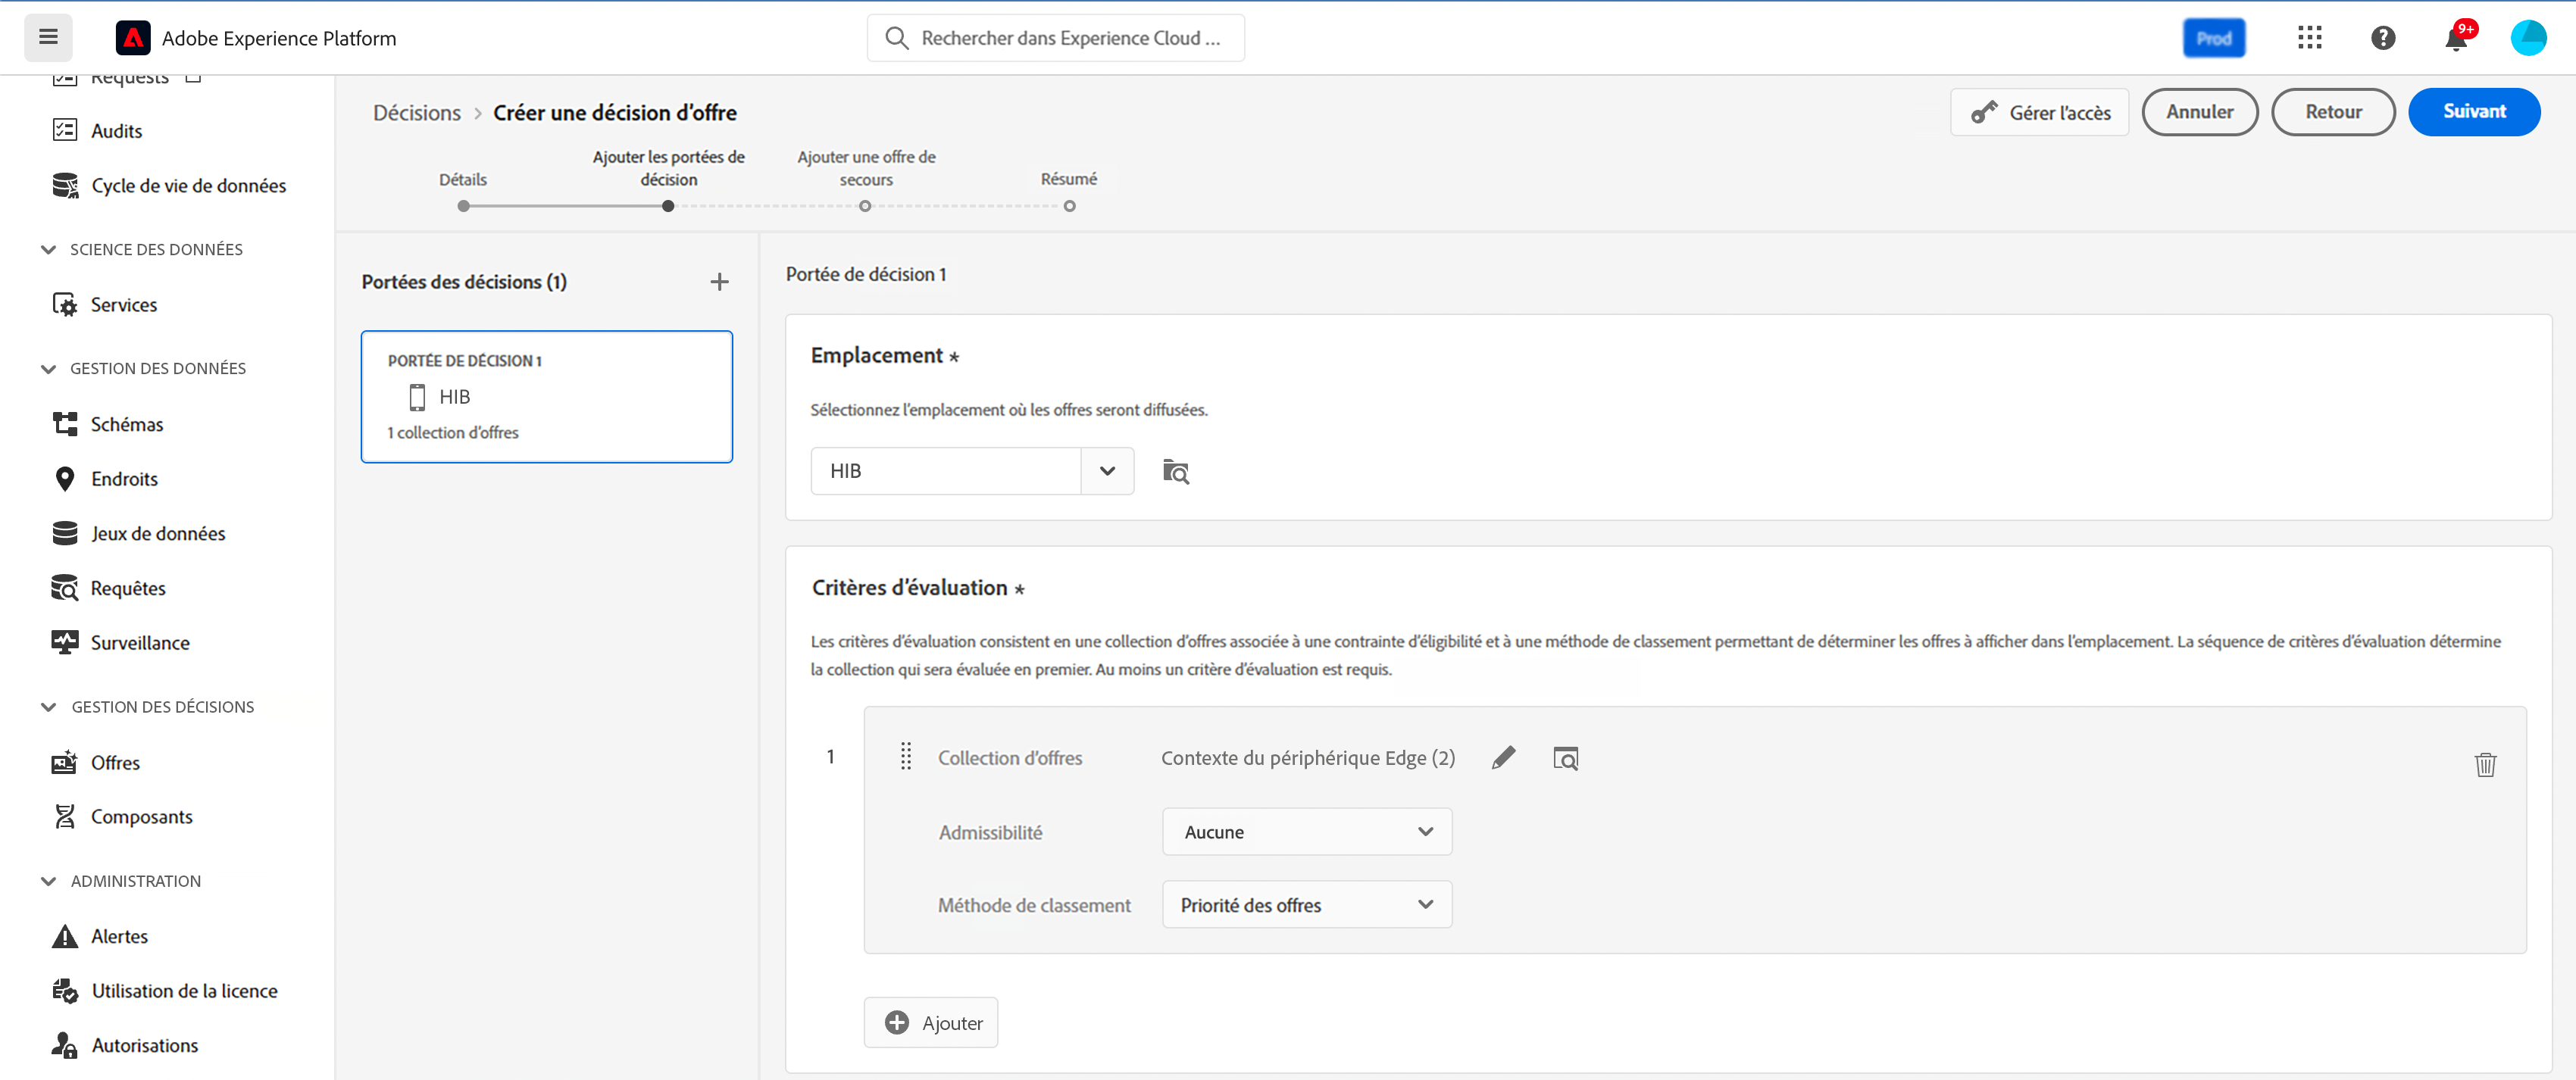 Adobe Experience Platform
Rechercher dans Experience Cloud ...
Prod
9+
Requests
Audits
Cycle de vie de données
SCIENCE DES DONNÉES
Services
GESTION DES DONNÉES
Schémas
Endroits
Jeux de données
Requêtes
Surveillance
GESTION DES DÉCISIONS
Offres
Composants
ADMINISTRATION
Alertes
Utilisation de la licence
Autorisations
Décisions > Créer une décision d’offre
Gérer l’accès
Annuler
Retour
Suivant
Détails
Ajouter les portées de
décision
Ajouter une offre de
secours
Résumé
Portées des décisions (1)
PORTÉE DE DÉCISION 1
HIB
1 collection d’offres
Portée de décision 1
Emplacement *
Sélectionnez l’emplacement où les offres seront diffusées.
HIB
Critères d’évaluation *
Les critères d’évaluation consistent en une collection d’offres associée à une contrainte d’éligibilité et à une méthode de classement permettant de déterminer les offres à afficher dans l’emplacement. La séquence de critères d’évaluation détermine
la collection qui sera évaluée en premier. Au moins un critère d’évaluation est requis.
1
Collection d’offres
Contexte du périphérique Edge (2)
Admissibilité
Aucune
Méthode de classement
Priorité des offres
Ajouter